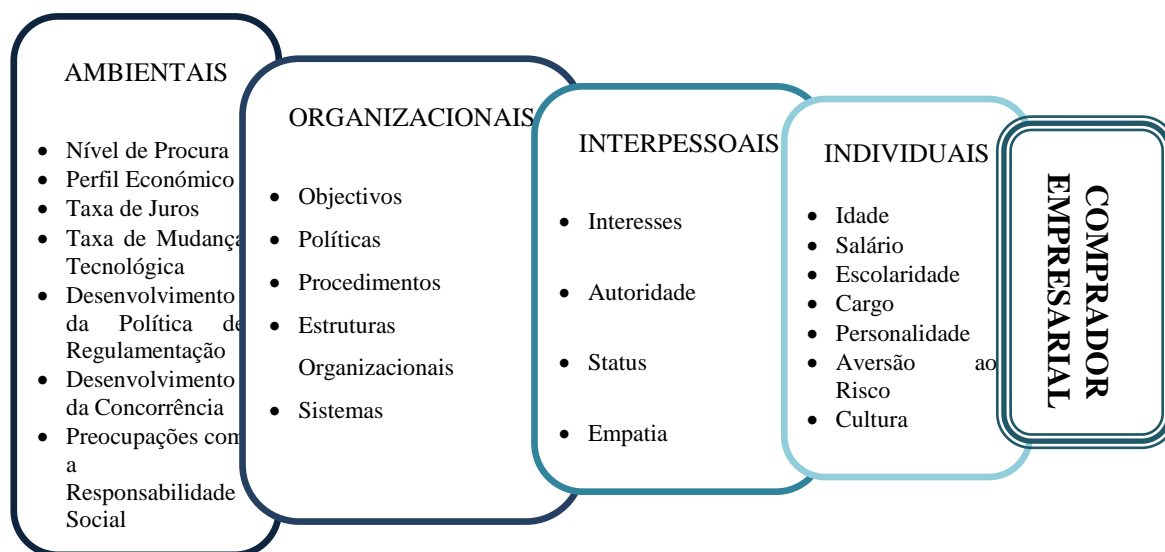 AMBIENTAIS
• Nível de Procura
• Perfil Económico
• Taxa de Juros
• Taxa de Mudança
Tecnológica
• Desenvolvimento
da Política de
Regulamentação
• Desenvolvimento
da Concorrência
• Preocupações com
a
Responsabilidade
Social
ORGANIZACIONAIS
• Objectivos
• Políticas
• Procedimentos
• Estruturas
Organizacionais
• Sistemas
INTERPESSOAIS
• Interesses
• Autoridade
• Status
• Empatia
INDIVIDUAIS
• Idade
• Salário
• Escolaridade
• Cargo
• Personalidade
• Aversão ao
Risco
• Cultura
COMPRADOR
EMPRESARIAL